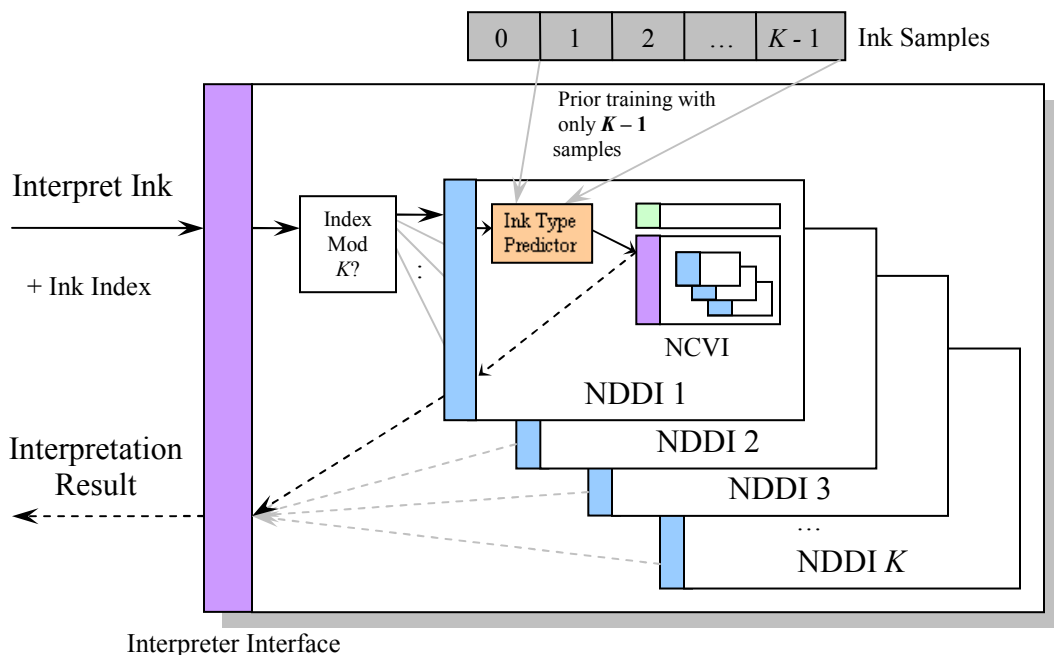 0 1 2 … K - 1 Ink Samples
Prior training with
only K – 1
samples
Interpret Ink
+ Ink Index
Index
Mod
K?
:
Ink Type
Predictor
NCVI
NDDI 1
NDDI 2
NDDI 3
…
NDDI K
Interpretation
Result
Interpreter Interface